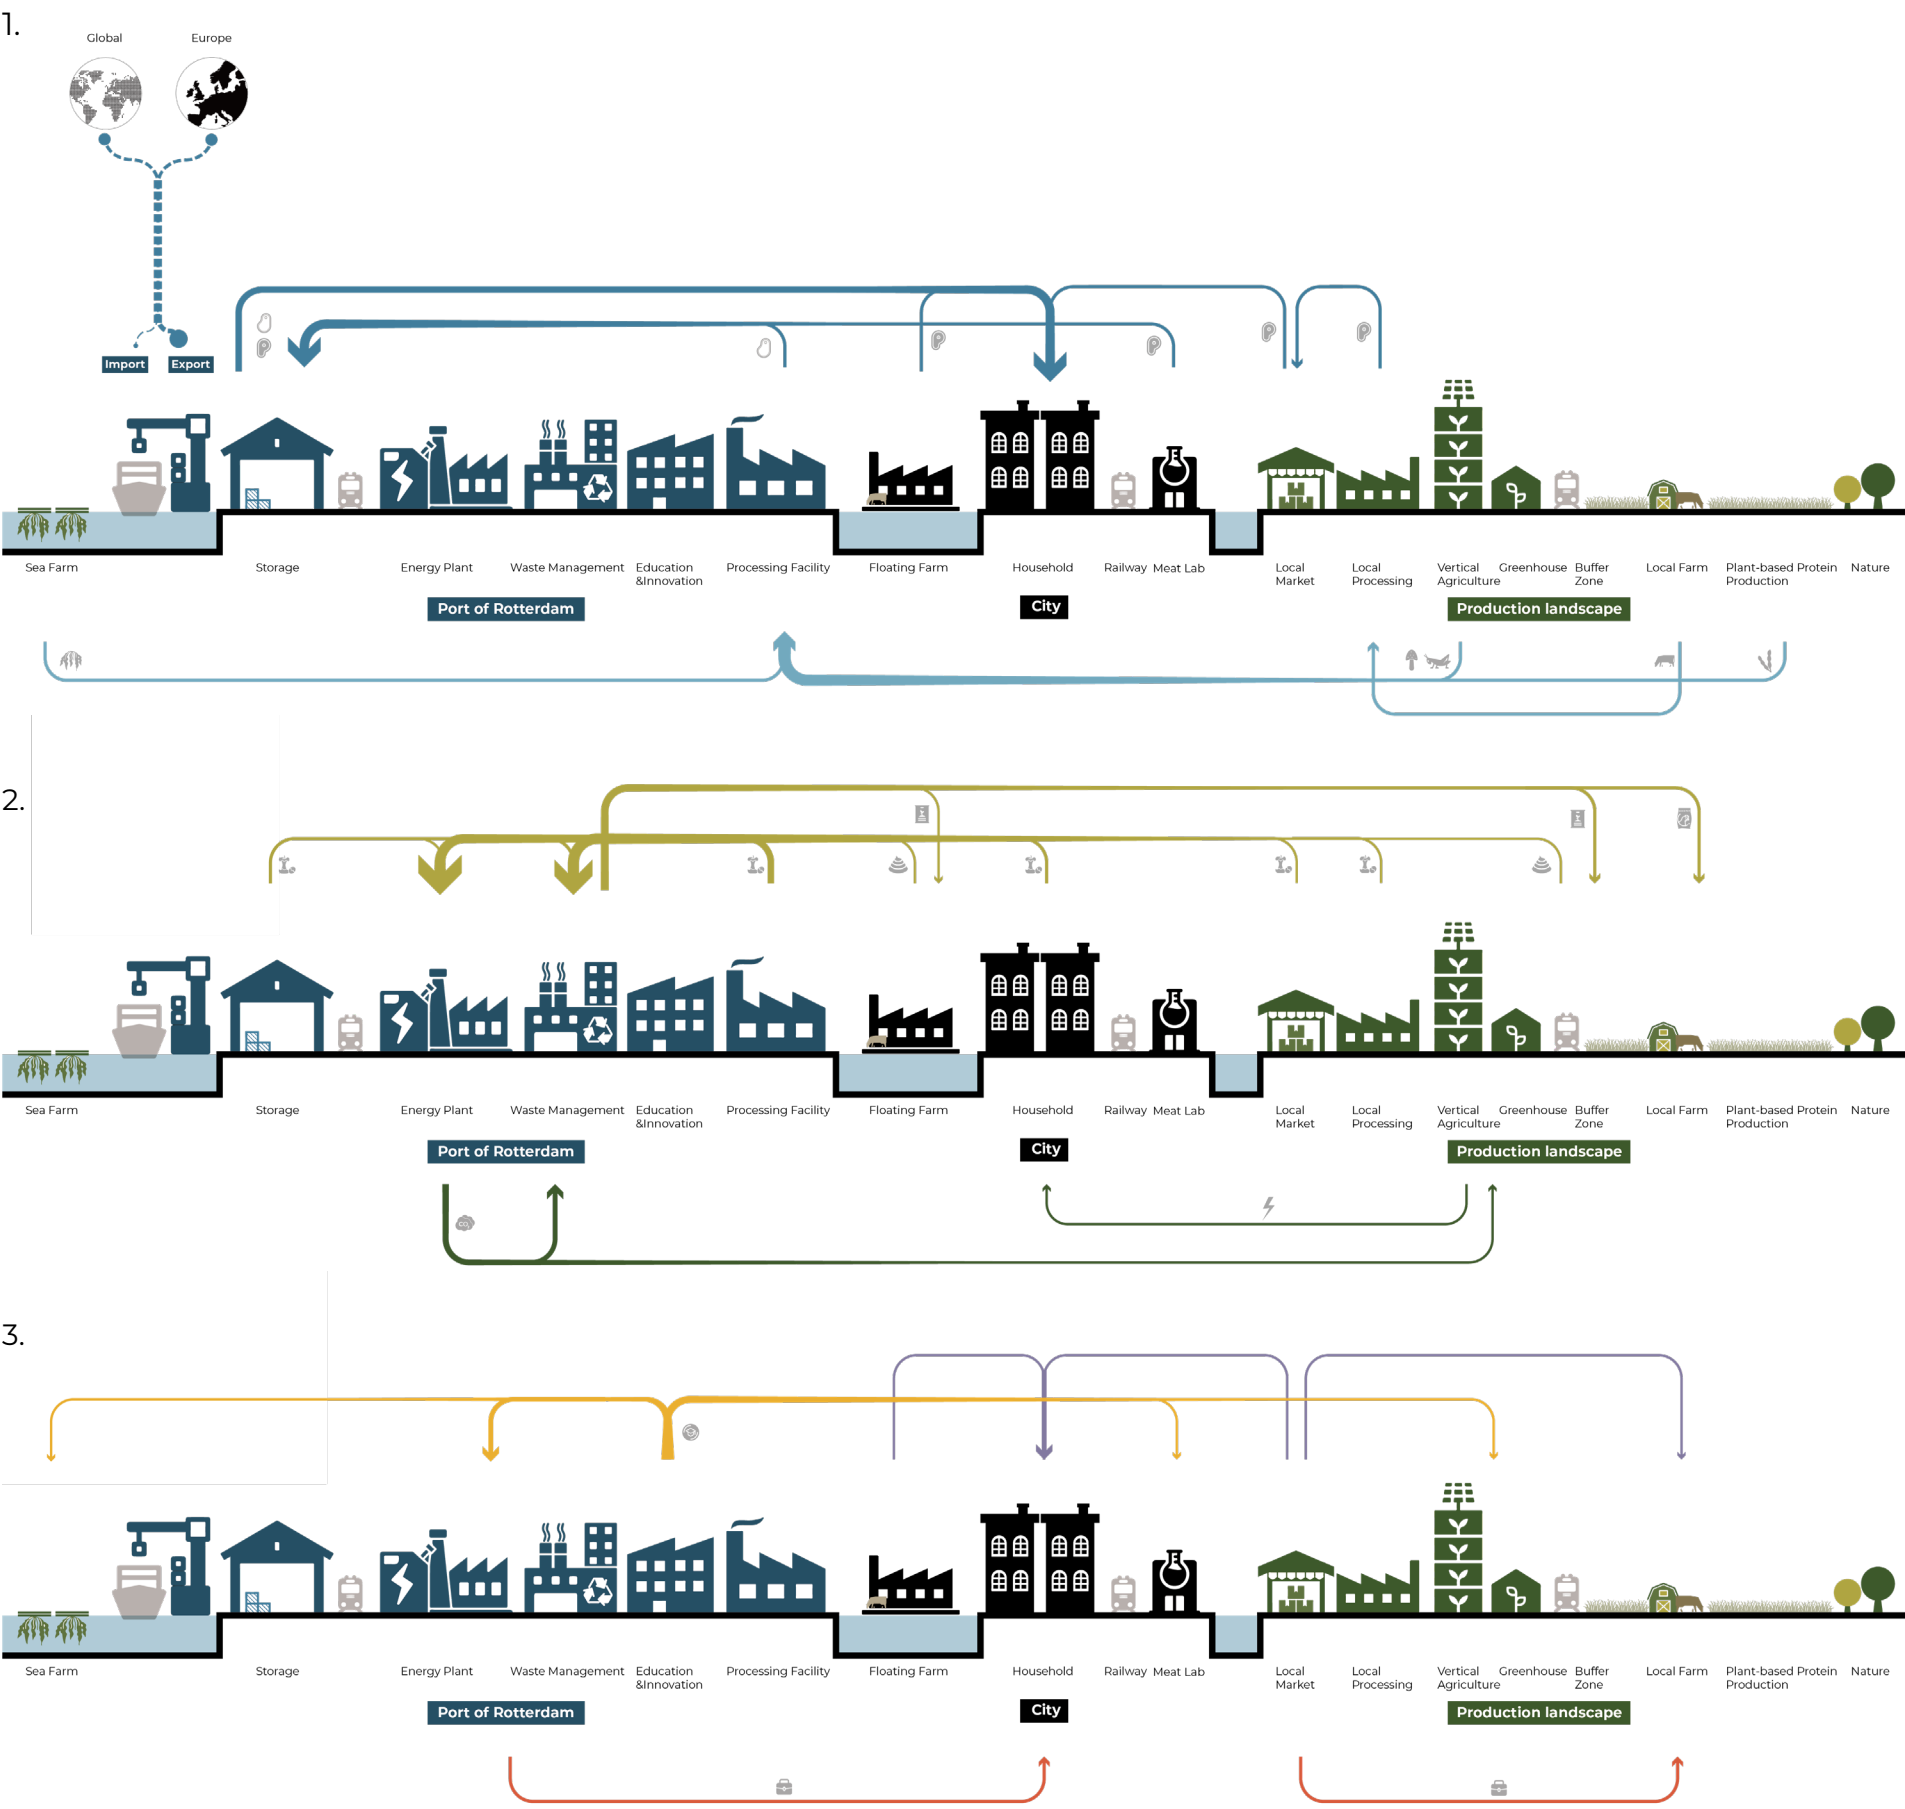 1.
Global
Europe
Import
Export
Sea Farm
Storage
Energy Plant
Waste Management
Education
&Innovation
Processing Facility
Floating Farm
Household
Railway
Meat Lab
Local
Market
Local
Processing
Vertical
Agriculture
Greenhouse
Buffer
Zone
Local Farm
Plant-based Protein
Production
Nature
Port of Rotterdam
City
Production landscape
2.
Sea Farm
Storage
Energy Plant
Waste Management
Education
&Innovation
Processing Facility
Floating Farm
Household
Railway
Meat Lab
Local
Market
Local
Processing
Vertical
Agriculture
Greenhouse
Buffer
Zone
Local Farm
Plant-based Protein
Production
Nature
Port of Rotterdam
City
Production landscape
CO₂
3.
Sea Farm
Storage
Energy Plant
Waste Management
Education
&Innovation
Processing Facility
Floating Farm
Household
Railway
Meat Lab
Local
Market
Local
Processing
Vertical
Agriculture
Greenhouse
Buffer
Zone
Local Farm
Plant-based Protein
Production
Nature
Port of Rotterdam
City
Production landscape